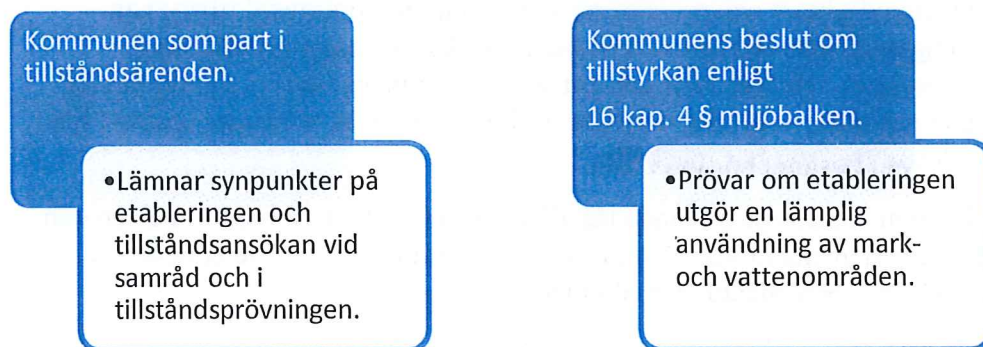 Kommunen som part i
tillståndsärenden.
•Lämnar synpunkter på
etableringen och
tillståndsansökan vid
samråd och i
tillståndsprövningen.
Kommunens beslut om
tillstyrkan enligt
16 kap. 4 § miljöbalken.
•Prövar om etableringen
utgör en lämplig
användning av mark-
och vattenområden.